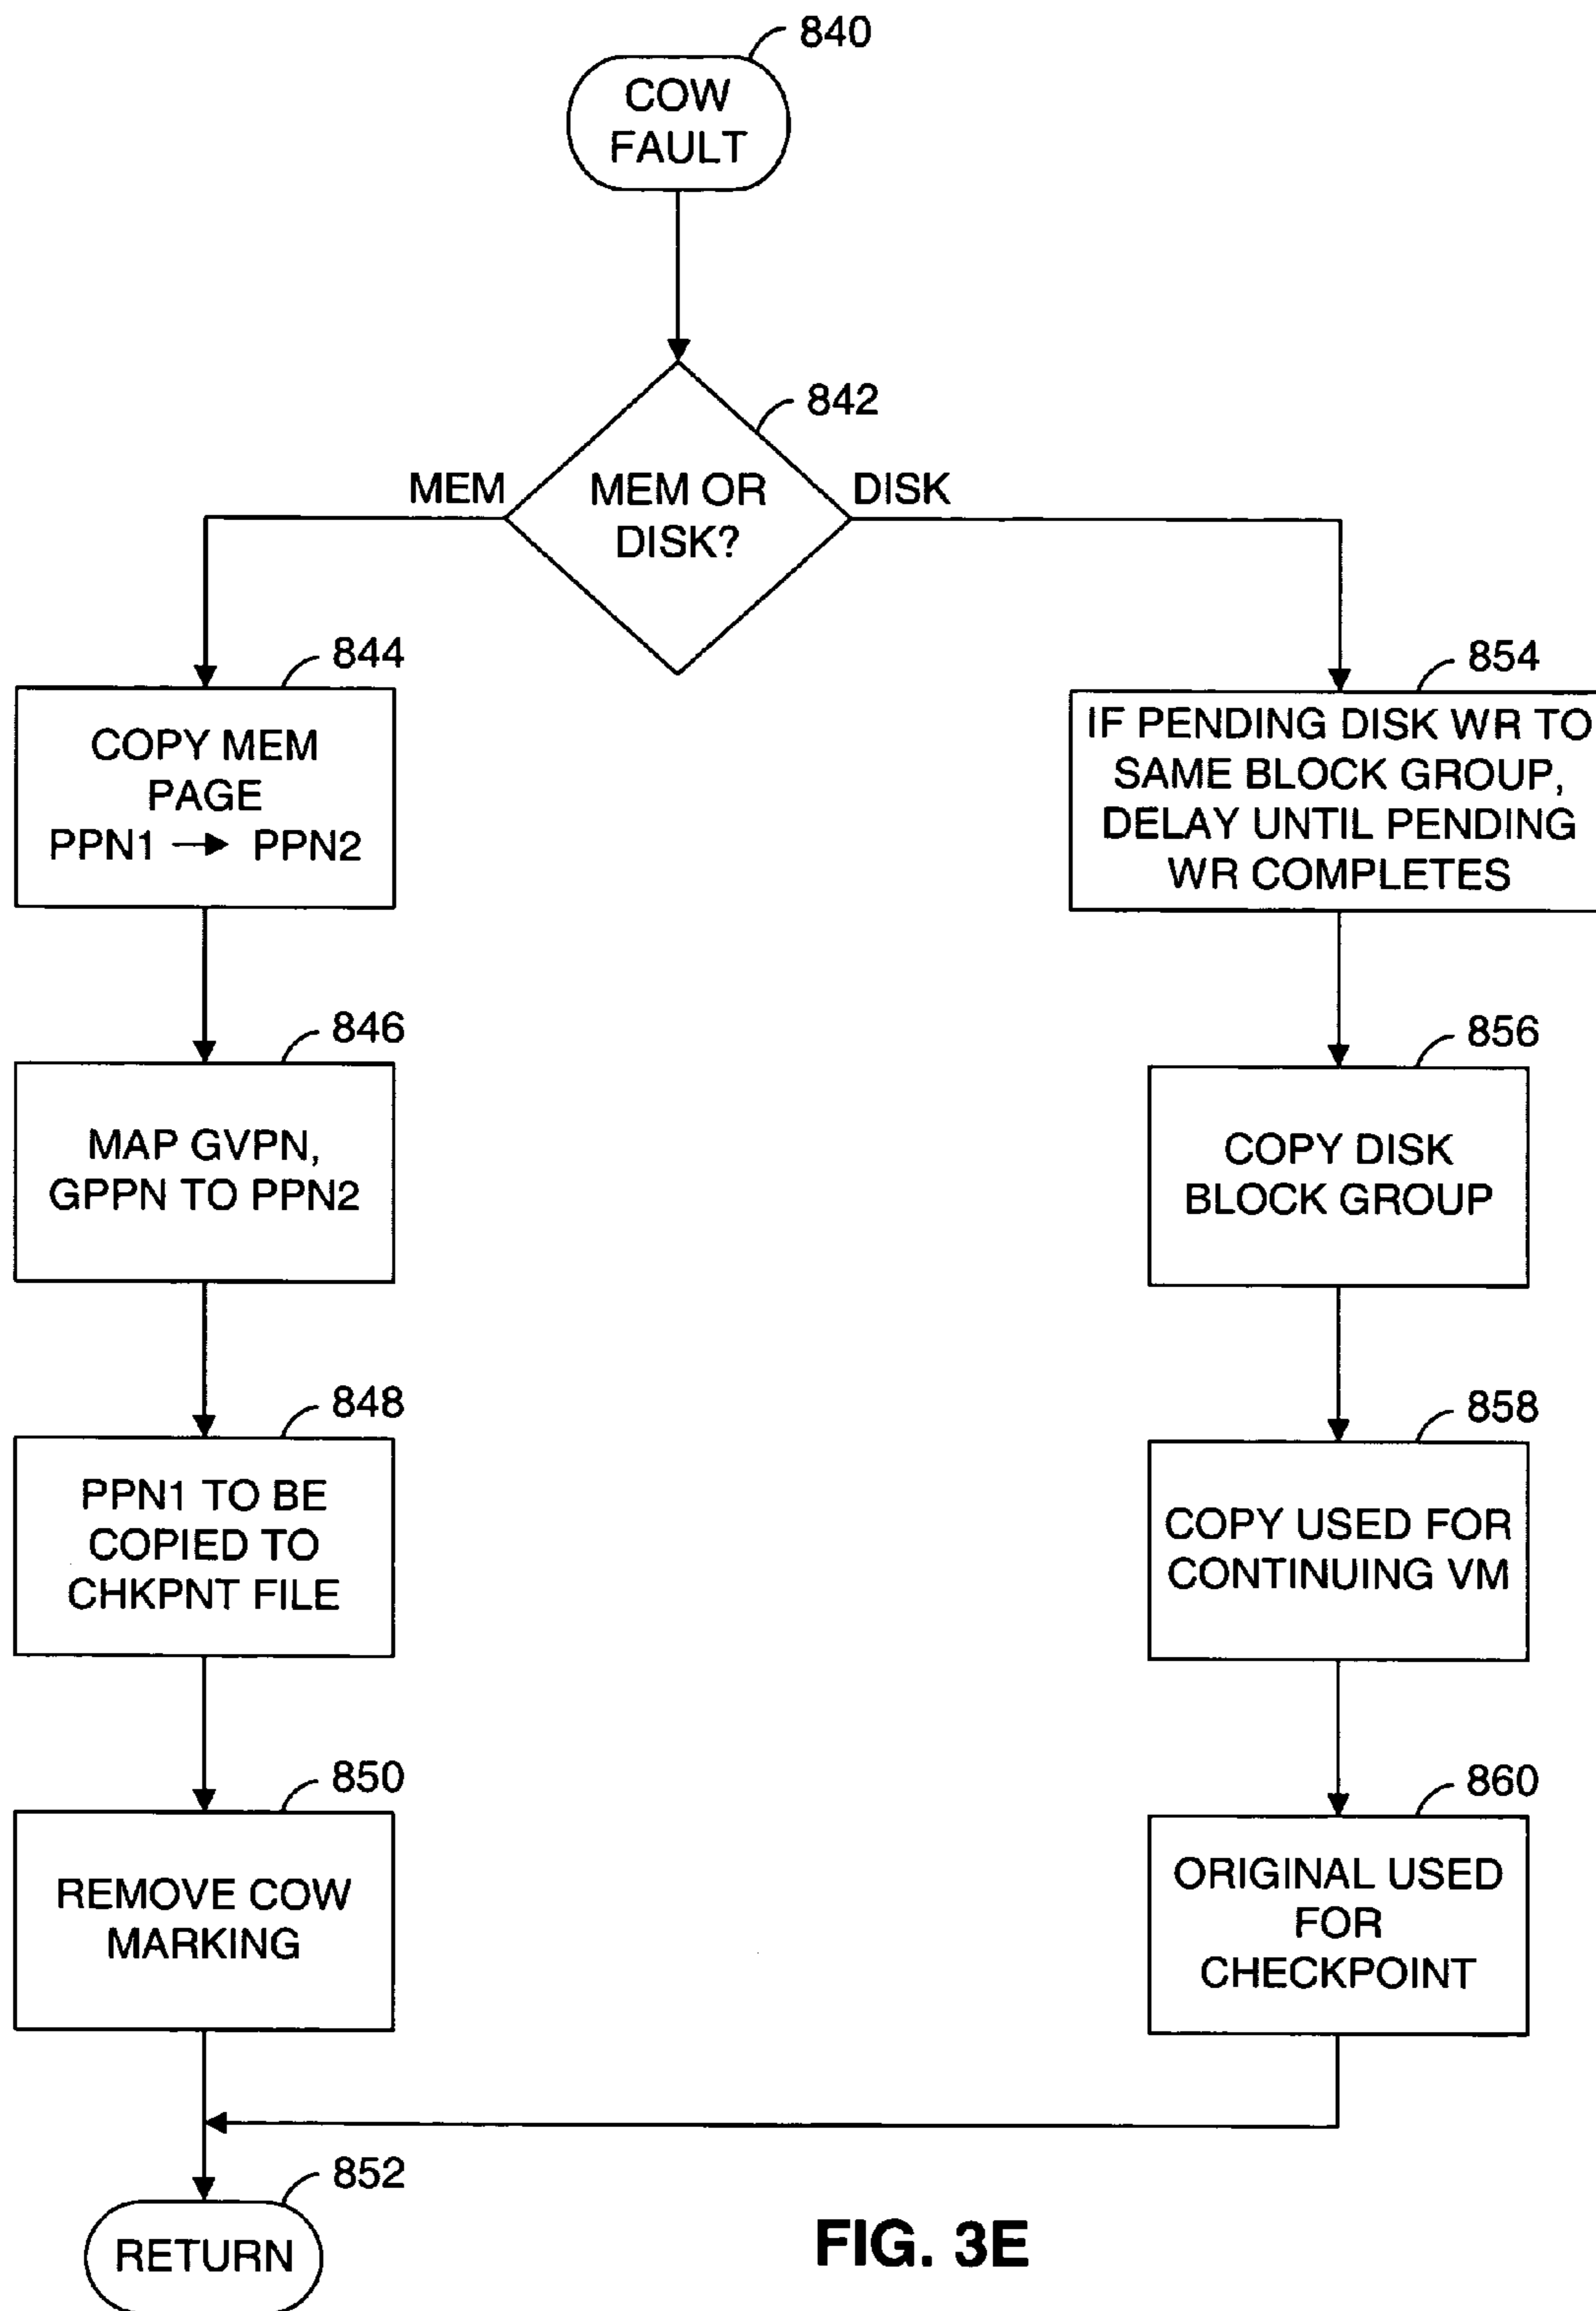 840
COW
FAULT
842
MEM
MEM OR
DISK?
DISK
844
COPY MEM
PAGE
PPN1 → PPN2
854
IF PENDING DISK WR TO
SAME BLOCK GROUP,
DELAY UNTIL PENDING
WR COMPLETES
846
MAP GVPN,
GPPN TO PPN2
856
COPY DISK
BLOCK GROUP
848
PPN1 TO BE
COPIED TO
CHKPNT FILE
858
COPY USED FOR
CONTINUING VM
850
REMOVE COW
MARKING
860
ORIGINAL USED
FOR
CHECKPOINT
852
RETURN
FIG. 3E